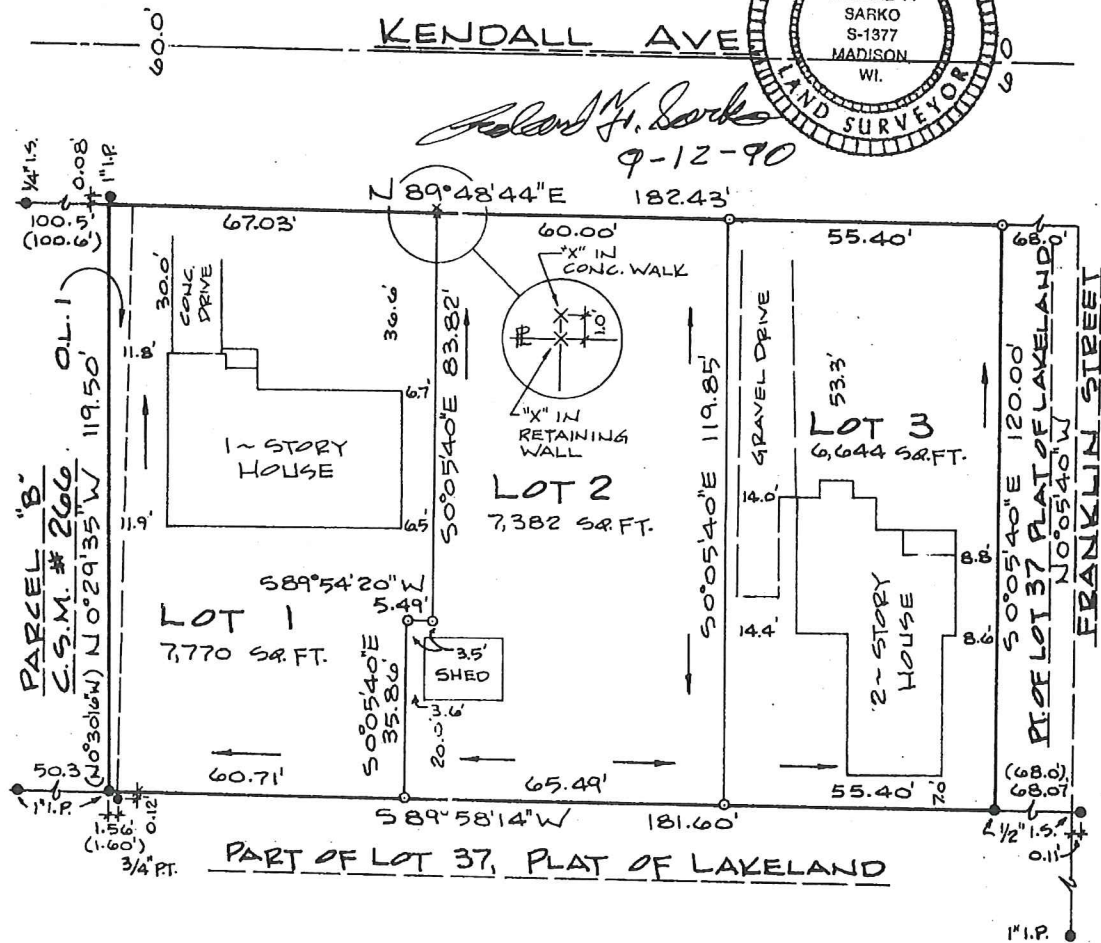 KENDALL AVE
SARKO
S-1377
MADISON
WI.
LAND SURVEYOR
9-12-90
N 89°48'44"E 182.43'
67.03'
60.00'
55.40'
68.0'
1/4" I.S.
0.08'
1" I.P.
100.5'
(100.6')
O.L. 1
"X" IN
CONC. WALK
1.0'
"X" IN
RETAINING
WALL
30.0'
CONC.
DRIVE
36.6'
11.8'
6.7'
1~STORY
HOUSE
11.9'
6.5'
PARCEL "B"
C.S.M. # 266
(N0°30'16"W) N 0°29'35"W 119.50'
S0°05'40"E 83.82'
LOT 2
7,382 SQ.FT.
S0°05'40"E 119.85'
GRAVEL DRIVE
53.3'
LOT 3
6,644 SQ.FT.
14.0'
8.8'
14.4'
8.6'
2~STORY
HOUSE
7.0'
S0°05'40"E 120.00'
PT. OF LOT 37 PLAT OF LAKELAND
N0°05'40"W
FRANKLIN STREET
S89°54'20"W
5.49'
LOT 1
7,770 SQ.FT.
S0°05'40"E
35.86'
3.5'
SHED
3.6'
20.0'
50.3
1" I.P.
1.56'
(1.60')
0.12'
3/4" P.T.
60.71'
65.49'
55.40'
(68.0')
68.07'
S89°58'14"W 181.60'
1/2" I.S.
0.11'
PART OF LOT 37, PLAT OF LAKELAND
1" I.P.